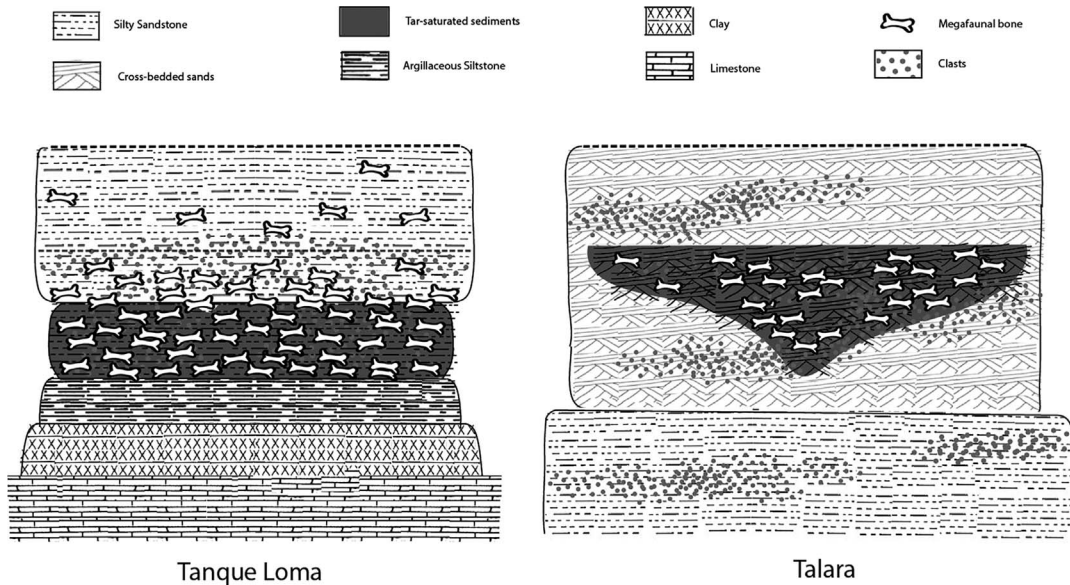 Silty Sandstone
Tar-saturated sediments
Clay
Megafaunal bone
Cross-bedded sands
Argillaceous Siltstone
Limestone
Clasts
Tanque Loma
Talara